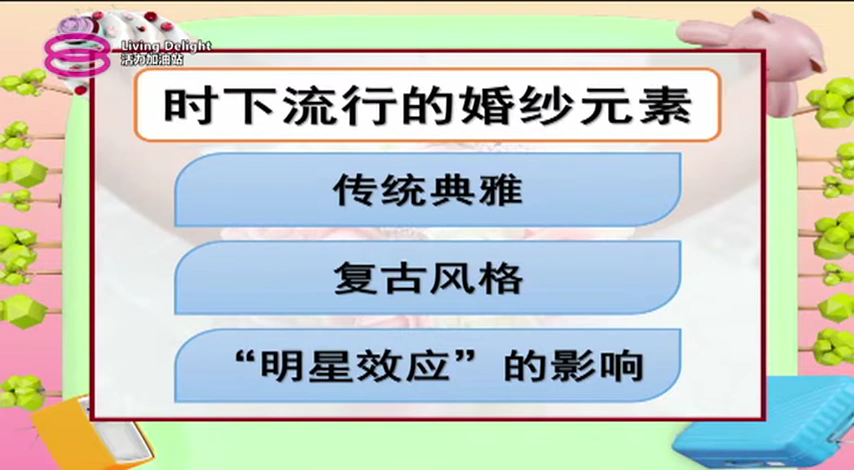 Living Delight
活力加油站
时下流行的婚纱元素
传统典雅
复古风格
“明星效应”的影响